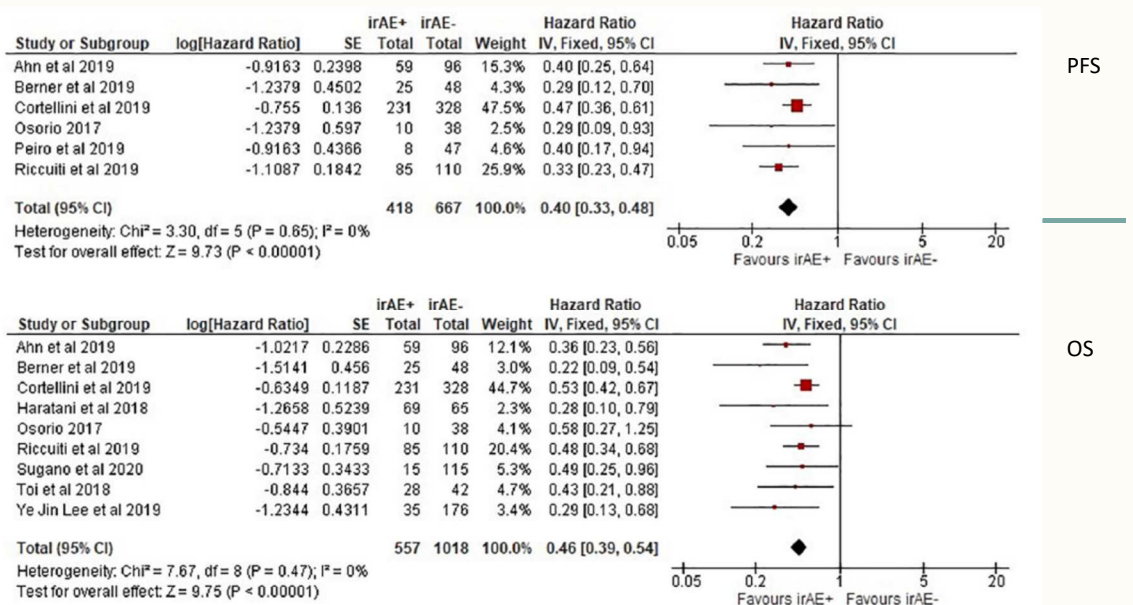 irAE+ irAE- Hazard Ratio Hazard Ratio
Study or Subgroup log[Hazard Ratio] SE Total Total Weight IV, Fixed, 95% CI IV, Fixed, 95% CI
Ahn et al 2019 -0.9163 0.2398 59 96 15.3% 0.40 [0.25, 0.64]
Berner et al 2019 -1.2379 0.4502 25 48 4.3% 0.29 [0.12, 0.70]
Cortellini et al 2019 -0.755 0.136 231 328 47.5% 0.47 [0.36, 0.61]
Osorio 2017 -1.2379 0.597 10 38 2.5% 0.29 [0.09, 0.93]
Peiro et al 2019 -0.9163 0.4366 8 47 4.6% 0.40 [0.17, 0.94]
Riccuiti et al 2019 -1.1087 0.1842 85 110 25.9% 0.33 [0.23, 0.47]
Total (95% CI) 418 667 100.0% 0.40 [0.33, 0.48]
Heterogeneity: Chi² = 3.30, df = 5 (P = 0.65); I² = 0%
Test for overall effect: Z = 9.73 (P < 0.00001)
0.05 0.2 1 5 20
Favours irAE+ Favours irAE-
PFS
irAE+ irAE- Hazard Ratio Hazard Ratio
Study or Subgroup log[Hazard Ratio] SE Total Total Weight IV, Fixed, 95% CI IV, Fixed, 95% CI
Ahn et al 2019 -1.0217 0.2286 59 96 12.1% 0.36 [0.23, 0.56]
Berner et al 2019 -1.5141 0.456 25 48 3.0% 0.22 [0.09, 0.54]
Cortellini et al 2019 -0.6349 0.1187 231 328 44.7% 0.53 [0.42, 0.67]
Haratani et al 2018 -1.2658 0.5239 69 65 2.3% 0.28 [0.10, 0.79]
Osorio 2017 -0.5447 0.3901 10 38 4.1% 0.58 [0.27, 1.25]
Riccuiti et al 2019 -0.734 0.1759 85 110 20.4% 0.48 [0.34, 0.68]
Sugano et al 2020 -0.7133 0.3433 15 115 5.3% 0.49 [0.25, 0.96]
Toi et al 2018 -0.844 0.3657 28 42 4.7% 0.43 [0.21, 0.88]
Ye Jin Lee et al 2019 -1.2344 0.4311 35 176 3.4% 0.29 [0.13, 0.68]
Total (95% CI) 557 1018 100.0% 0.46 [0.39, 0.54]
Heterogeneity: Chi² = 7.67, df = 8 (P = 0.47); I² = 0%
Test for overall effect: Z = 9.75 (P < 0.00001)
0.05 0.2 1 5 20
Favours irAE+ Favours irAE-
OS